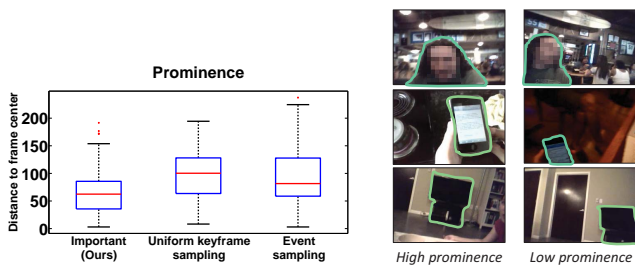 Prominence
Distance to frame center
200
150
100
50
0
Important
(Ours)
Uniform keyframe
sampling
Event
sampling
High prominence
Low prominence